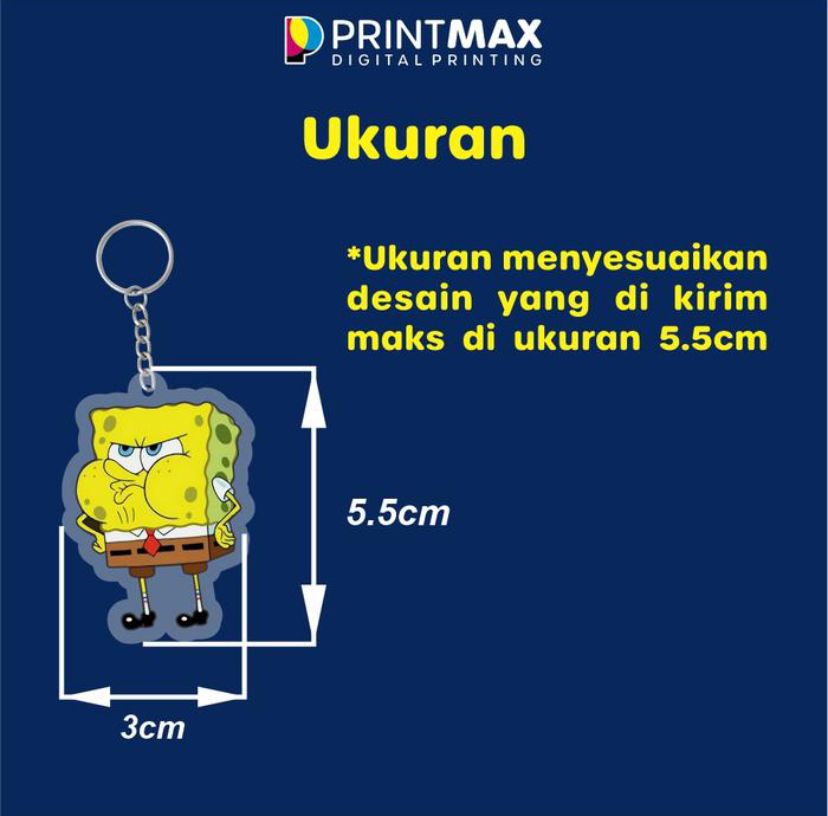 PRINTMAX
DIGITAL PRINTING
Ukuran
*Ukuran menyesuaikan
desain yang di kirim
maks di ukuran 5.5cm
5.5cm
3cm